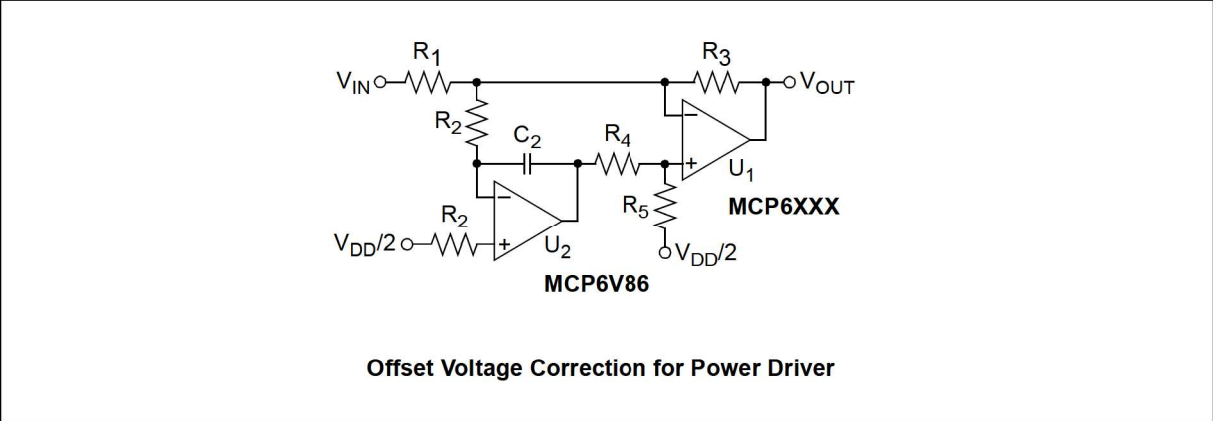 R1
R3
VIN
VOUT
R2
C2
R4
U1
R5
MCP6XXX
R2
VDD/2
U2
VDD/2
MCP6V86
Offset Voltage Correction for Power Driver